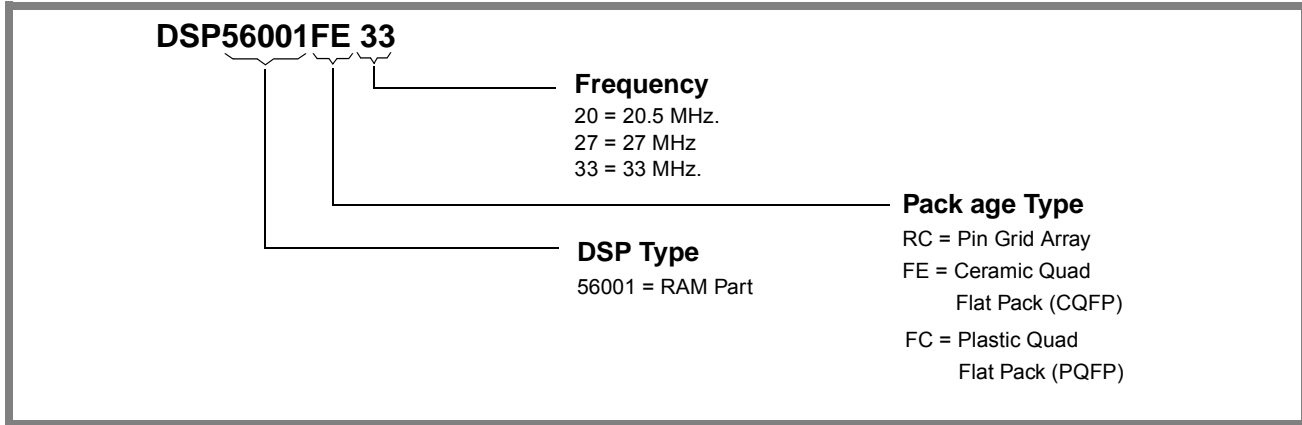 DSP56001FE 33
Frequency
20 = 20.5 MHz.
27 = 27 MHz
33 = 33 MHz.
Pack age Type
RC = Pin Grid Array
FE = Ceramic Quad
Flat Pack (CQFP)
FC = Plastic Quad
Flat Pack (PQFP)
DSP Type
56001 = RAM Part